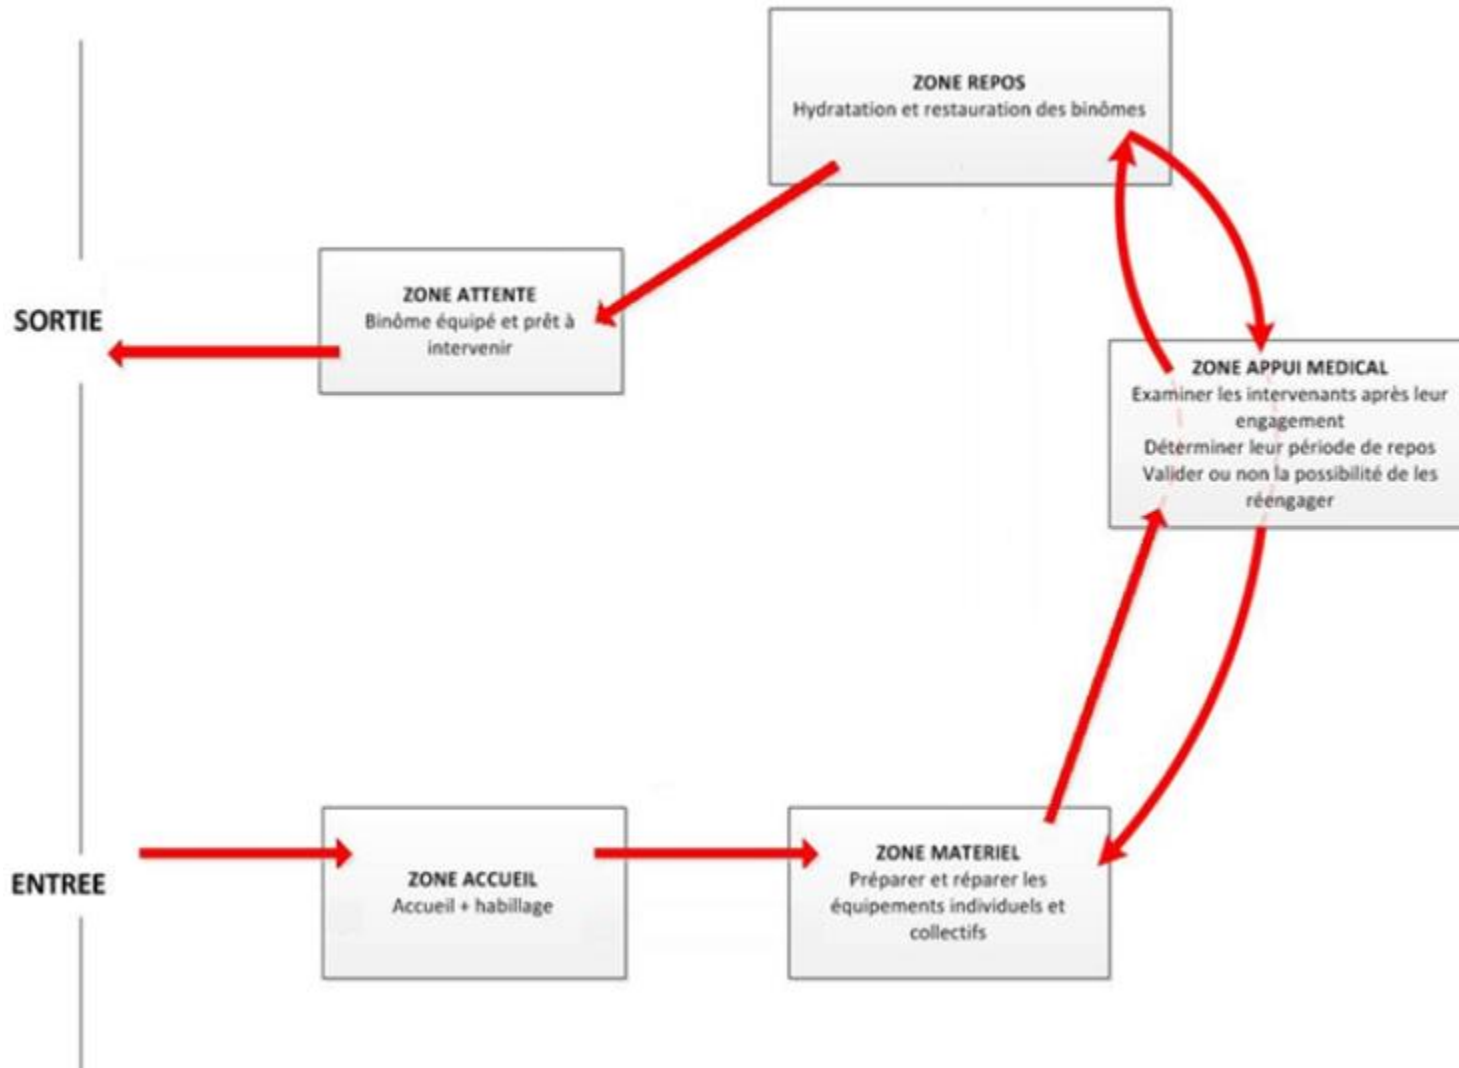 ZONE REPOS
Hydratation et restauration des binômes
SORTIE
ZONE ATTENTE
Binôme équipé et prêt à
intervenir
ZONE APPUI MEDICAL
Examiner les intervenants après leur
engagement
Déterminer leur période de repos
Valider ou non la possibilité de les
réengager
ENTREE
ZONE ACCUEIL
Accueil + habillage
ZONE MATERIEL
Préparer et réparer les
équipements individuels et
collectifs